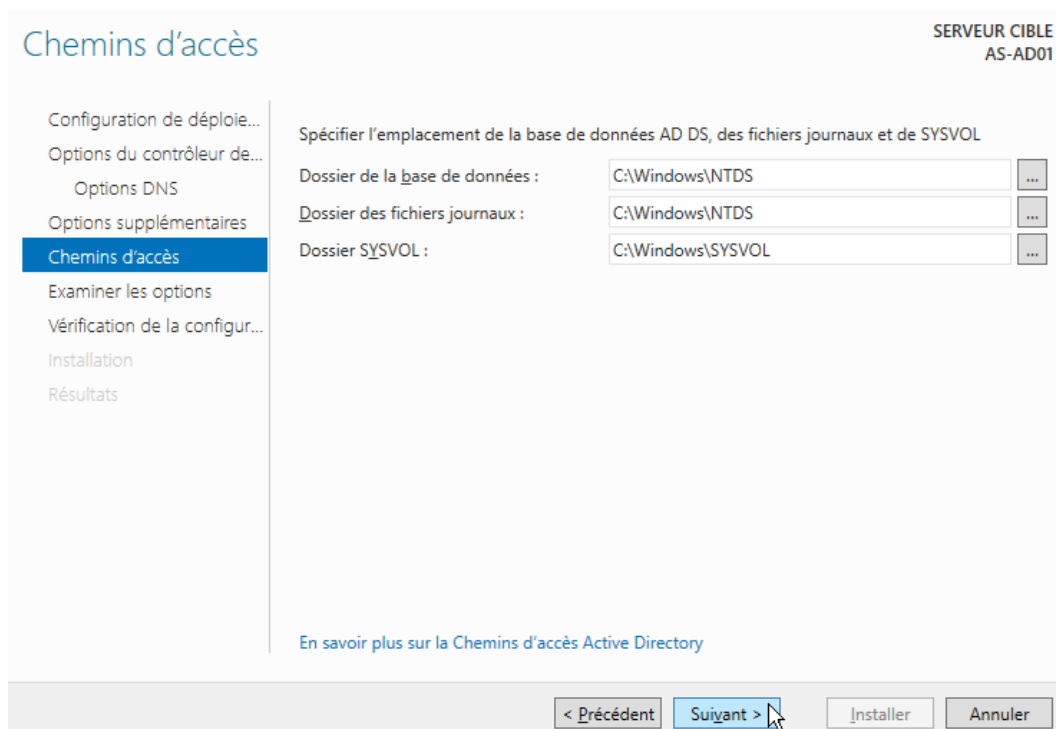 Chemins d’accès
SERVEUR CIBLE
AS-AD01
Configuration de déploie...
Options du contrôleur de...
Options DNS
Options supplémentaires
Chemins d’accès
Examiner les options
Vérification de la configur...
Installation
Résultats
Spécifier l’emplacement de la base de données AD DS, des fichiers journaux et de SYSVOL
Dossier de la base de données : C:\Windows\NTDS ...
Dossier des fichiers journaux : C:\Windows\NTDS ...
Dossier SYSVOL : C:\Windows\SYSVOL ...
En savoir plus sur la Chemins d’accès Active Directory
< Précédent Suivant > Installer Annuler